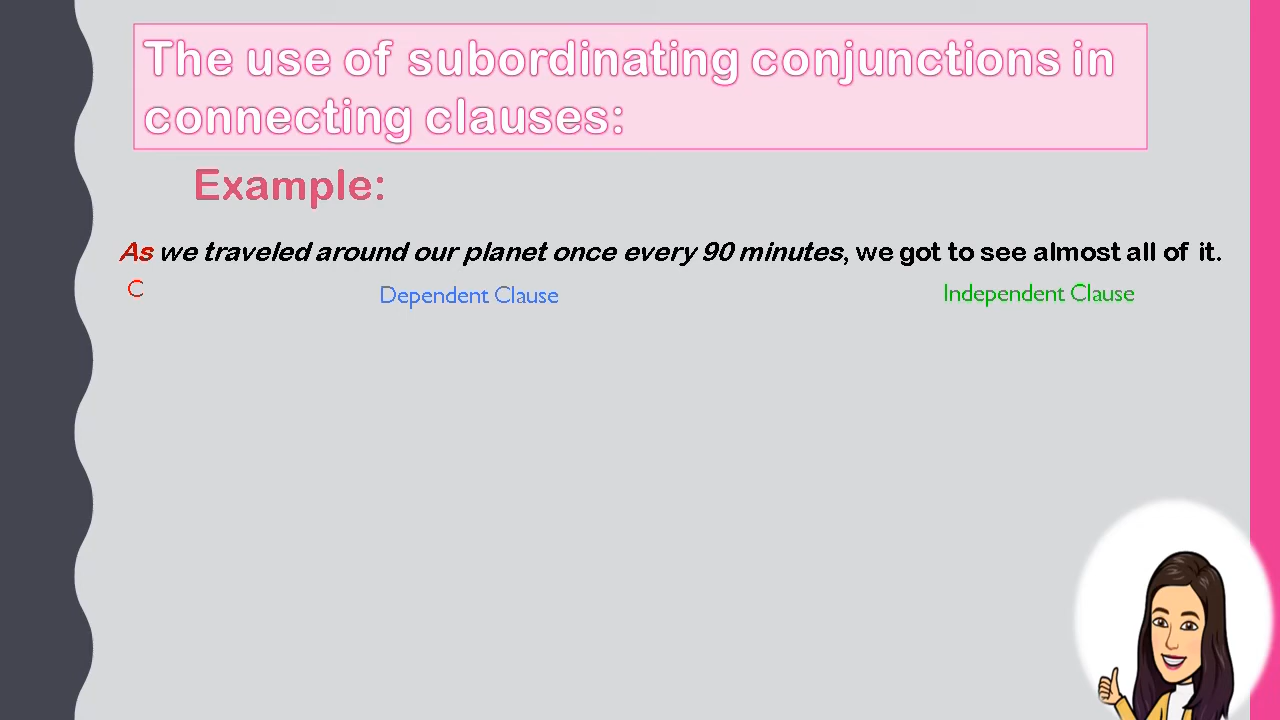 The use of subordinating conjunctions in
connecting clauses:
Example:
As we traveled around our planet once every 90 minutes, we got to see almost all of it.
C Dependent Clause Independent Clause